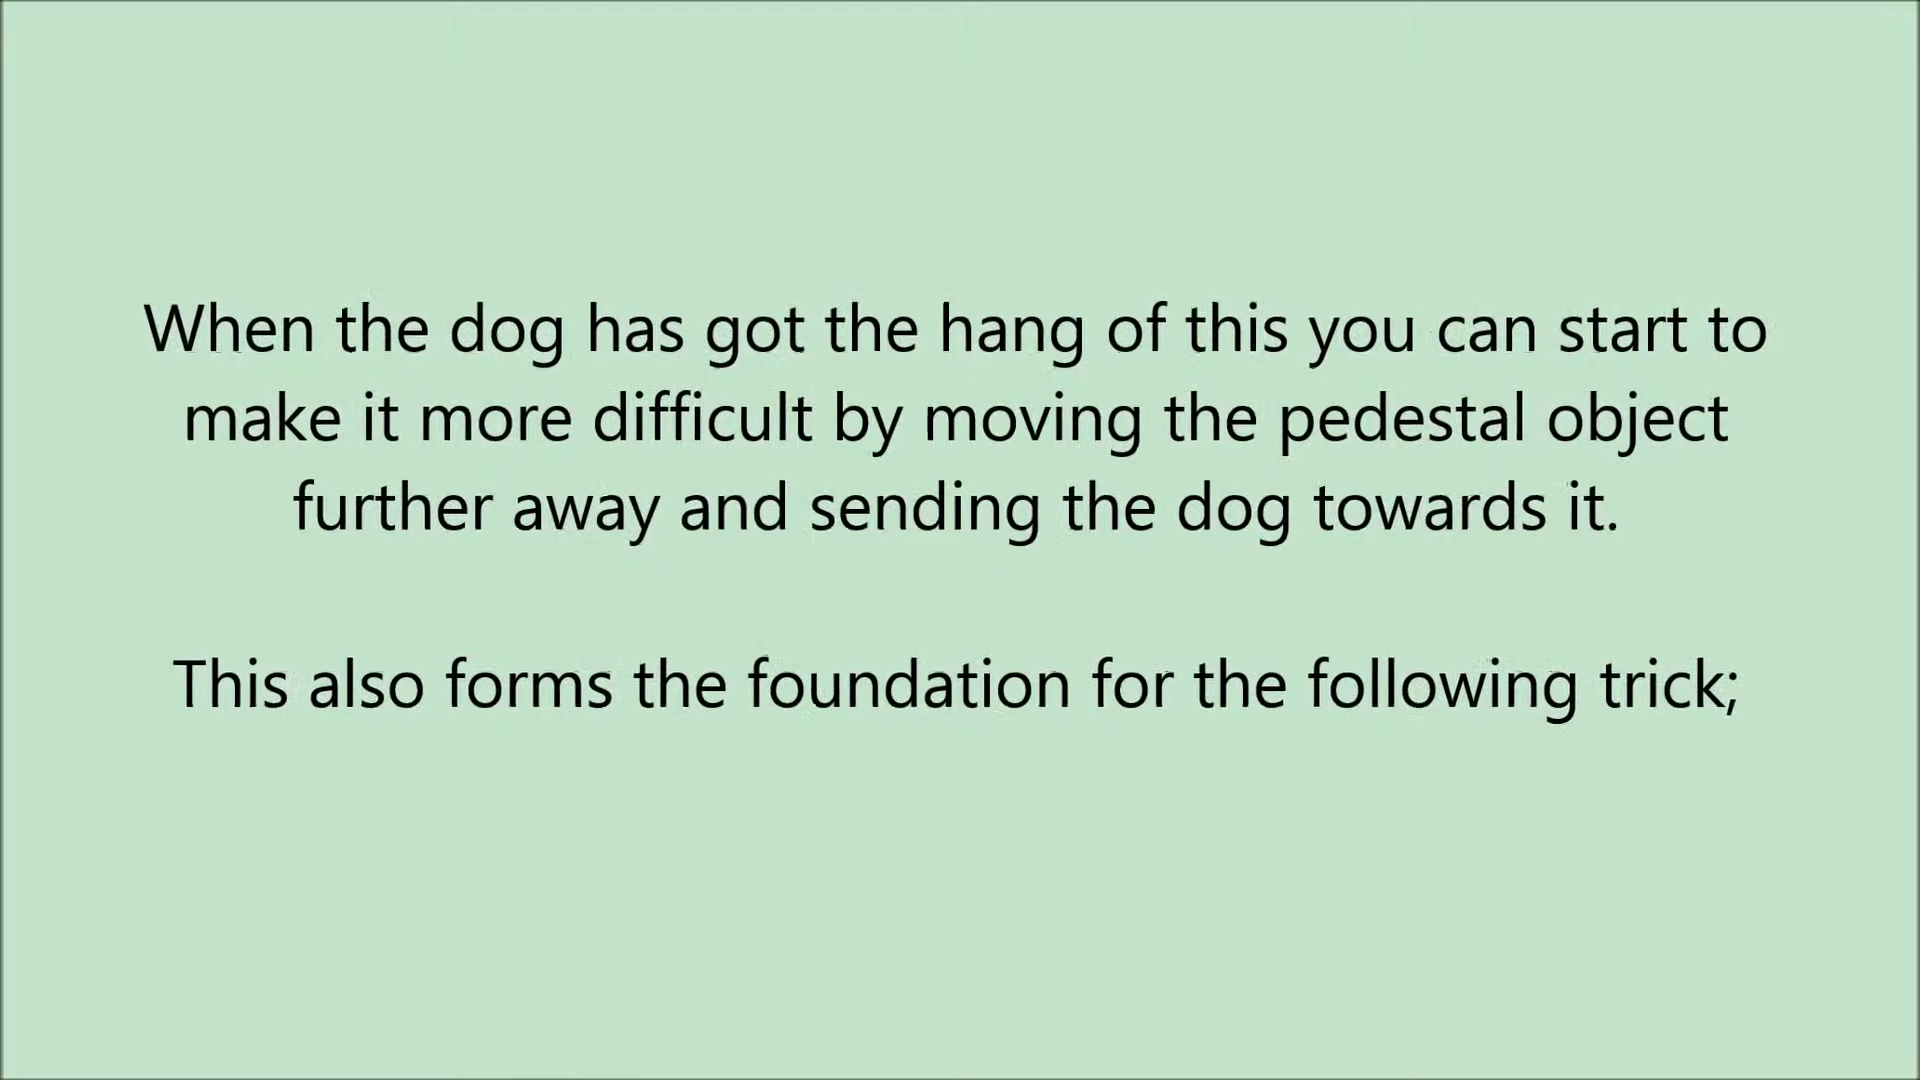 When the dog has got the hang of this you can start to
make it more difficult by moving the pedestal object
further away and sending the dog towards it.
This also forms the foundation for the following trick;